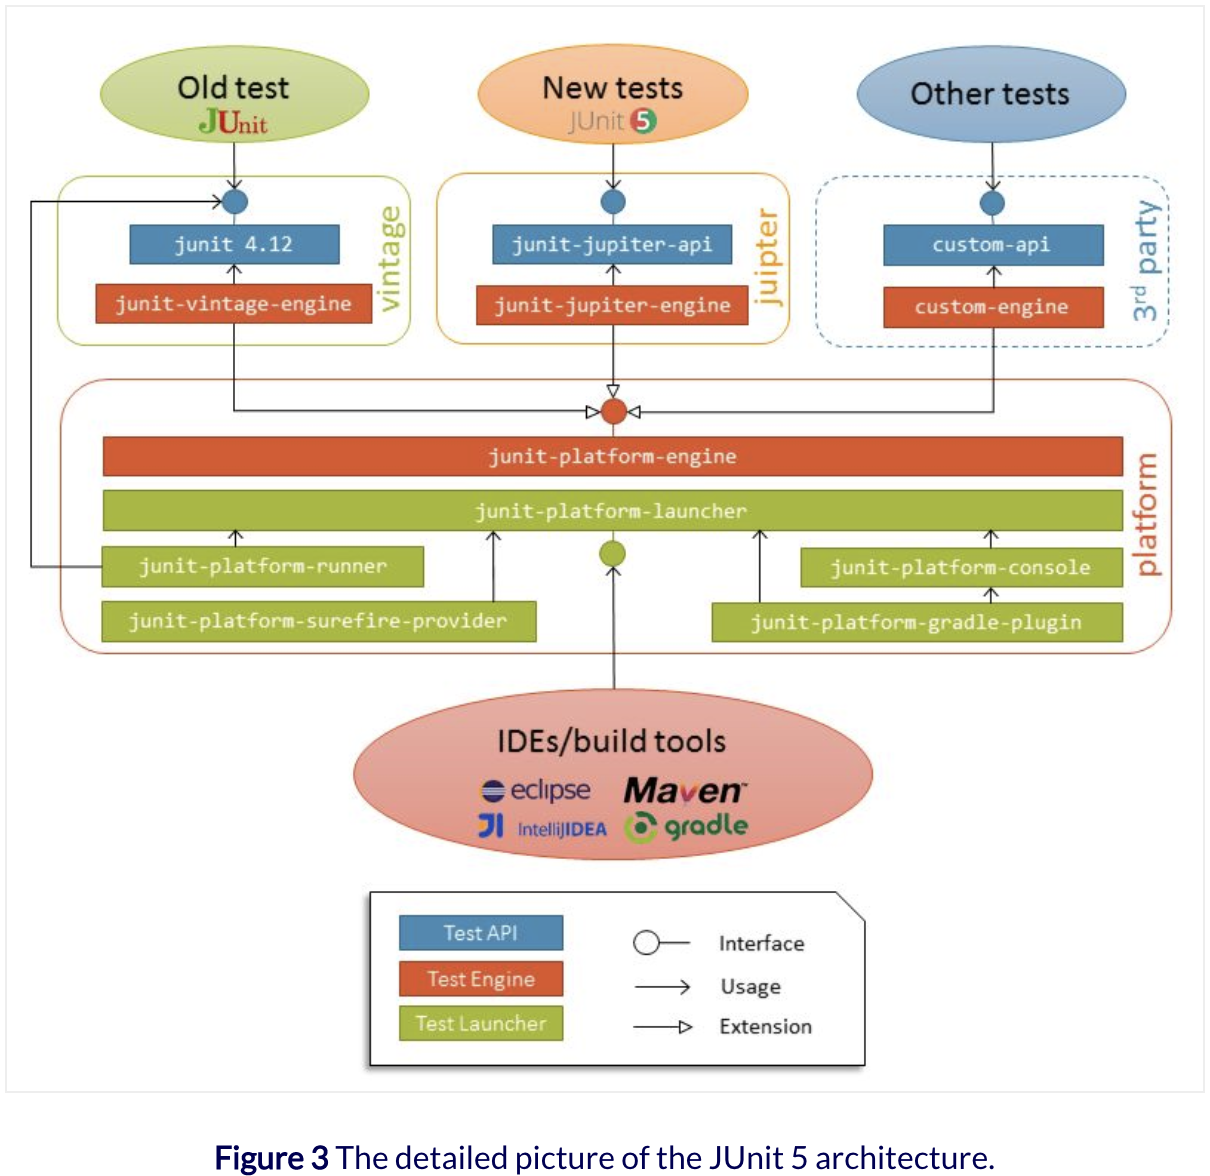 Old test
JUnit
New tests
JUnit 5
Other tests
junit 4.12
junit-vintage-engine
vintage
junit-jupiter-api
junit-jupiter-engine
juipter
custom-api
custom-engine
3rd party
junit-platform-engine
junit-platform-launcher
junit-platform-runner
junit-platform-console
junit-platform-surefire-provider
junit-platform-gradle-plugin
platform
IDEs/build tools
eclipse
Maven™
JI IntellijIDEA
gradle
Test API
Interface
Test Engine
Usage
Test Launcher
Extension
Figure 3 The detailed picture of the JUnit 5 architecture.